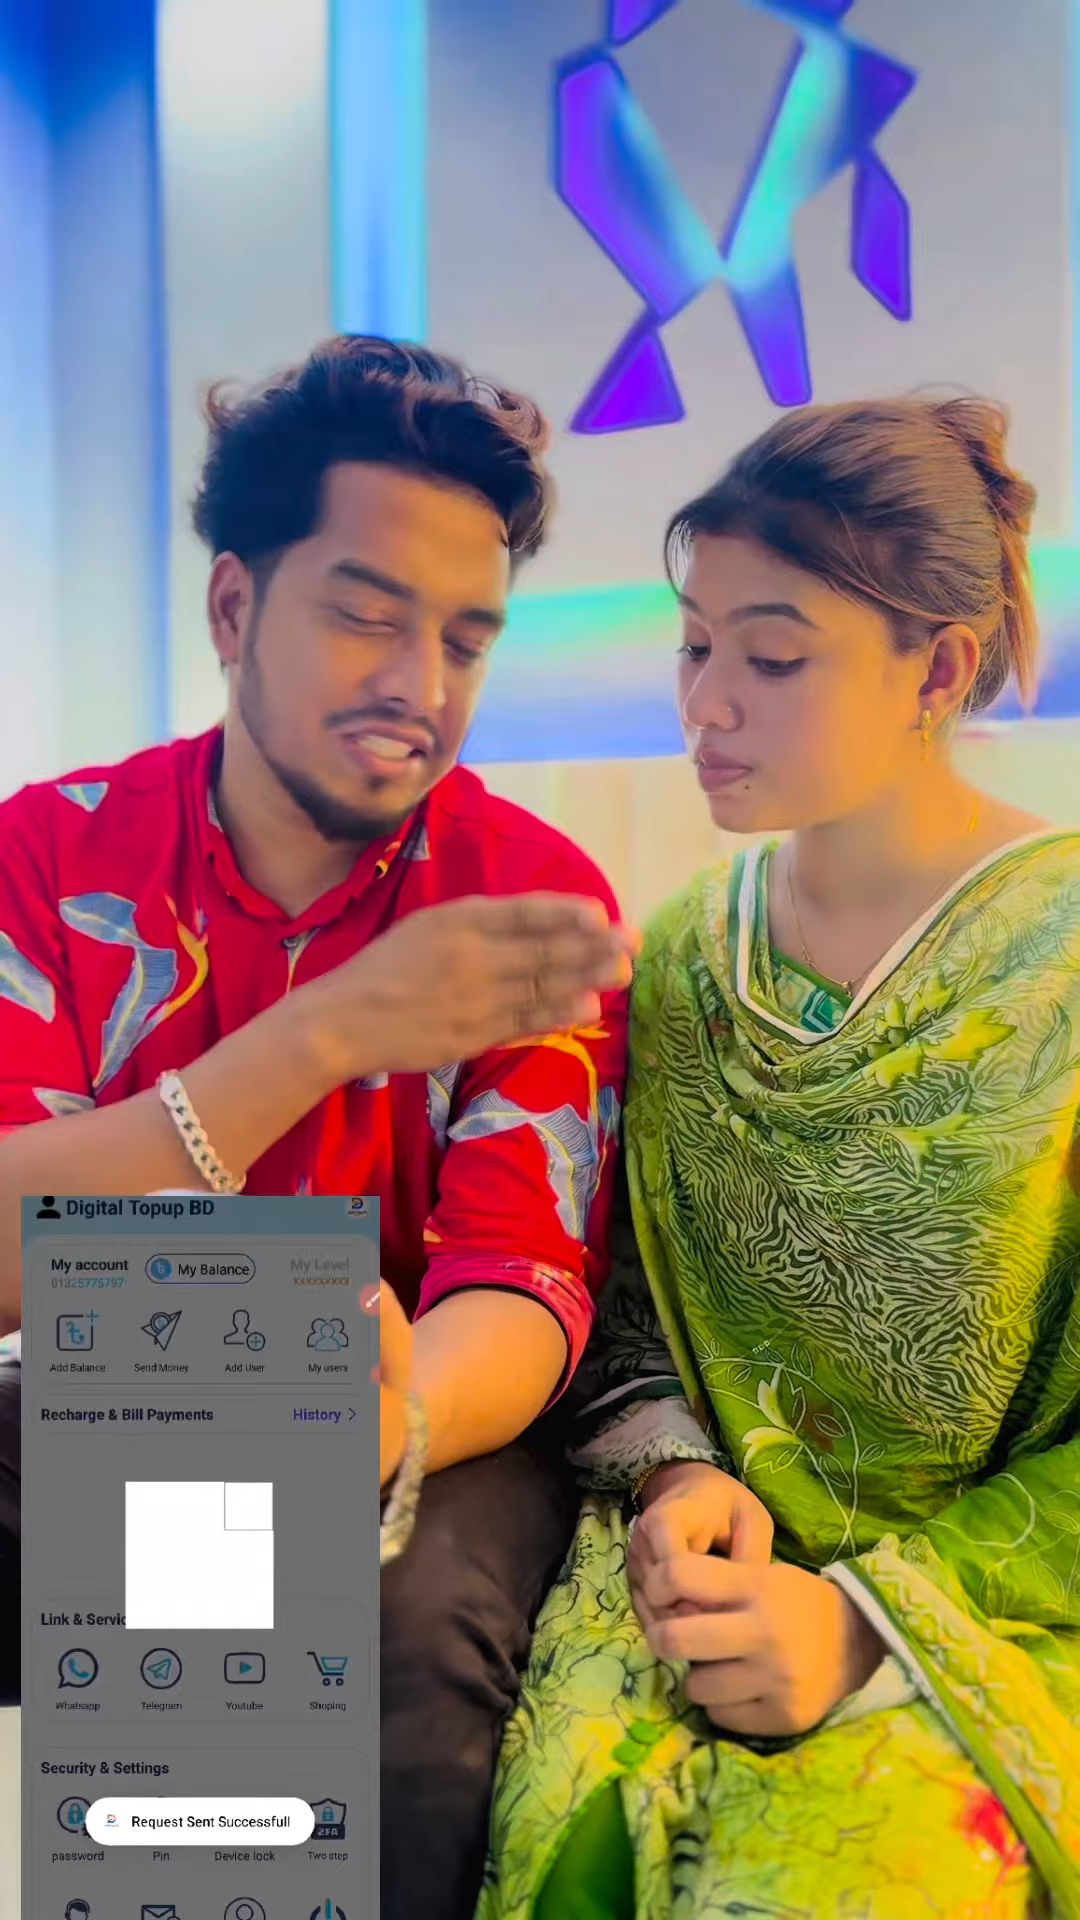 Digital Topup BD
My account
My Balance
My Level
01325775797
XXXXXXXXX
Add Balance
Send Money
Add User
My users
Recharge & Bill Payments
History
Link & Servic
Whatsapp
Telegram
Youtube
Shoping
Security & Settings
2FA
Request Sent Successfull
password
Pin
Device lock
Two step